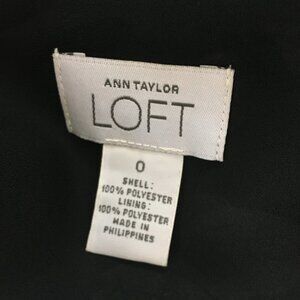 ANN TAYLOR
LOFT
0
SHELL:
100% POLYESTER
LINING:
100% POLYESTER
MADE IN
PHILIPPINES